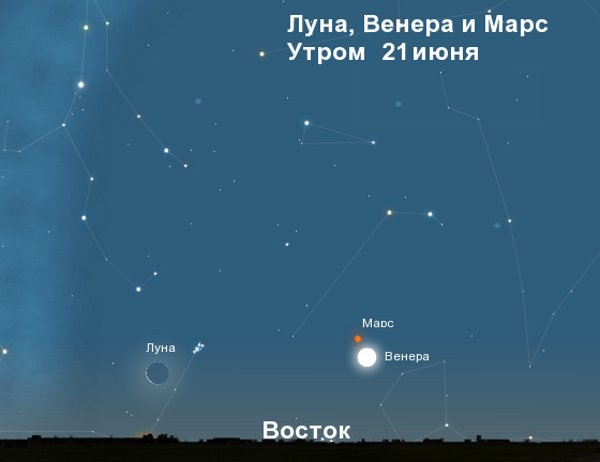 Луна, Венера и Марс
Утром 21 июня
Марс
Луна
Венера
Восток